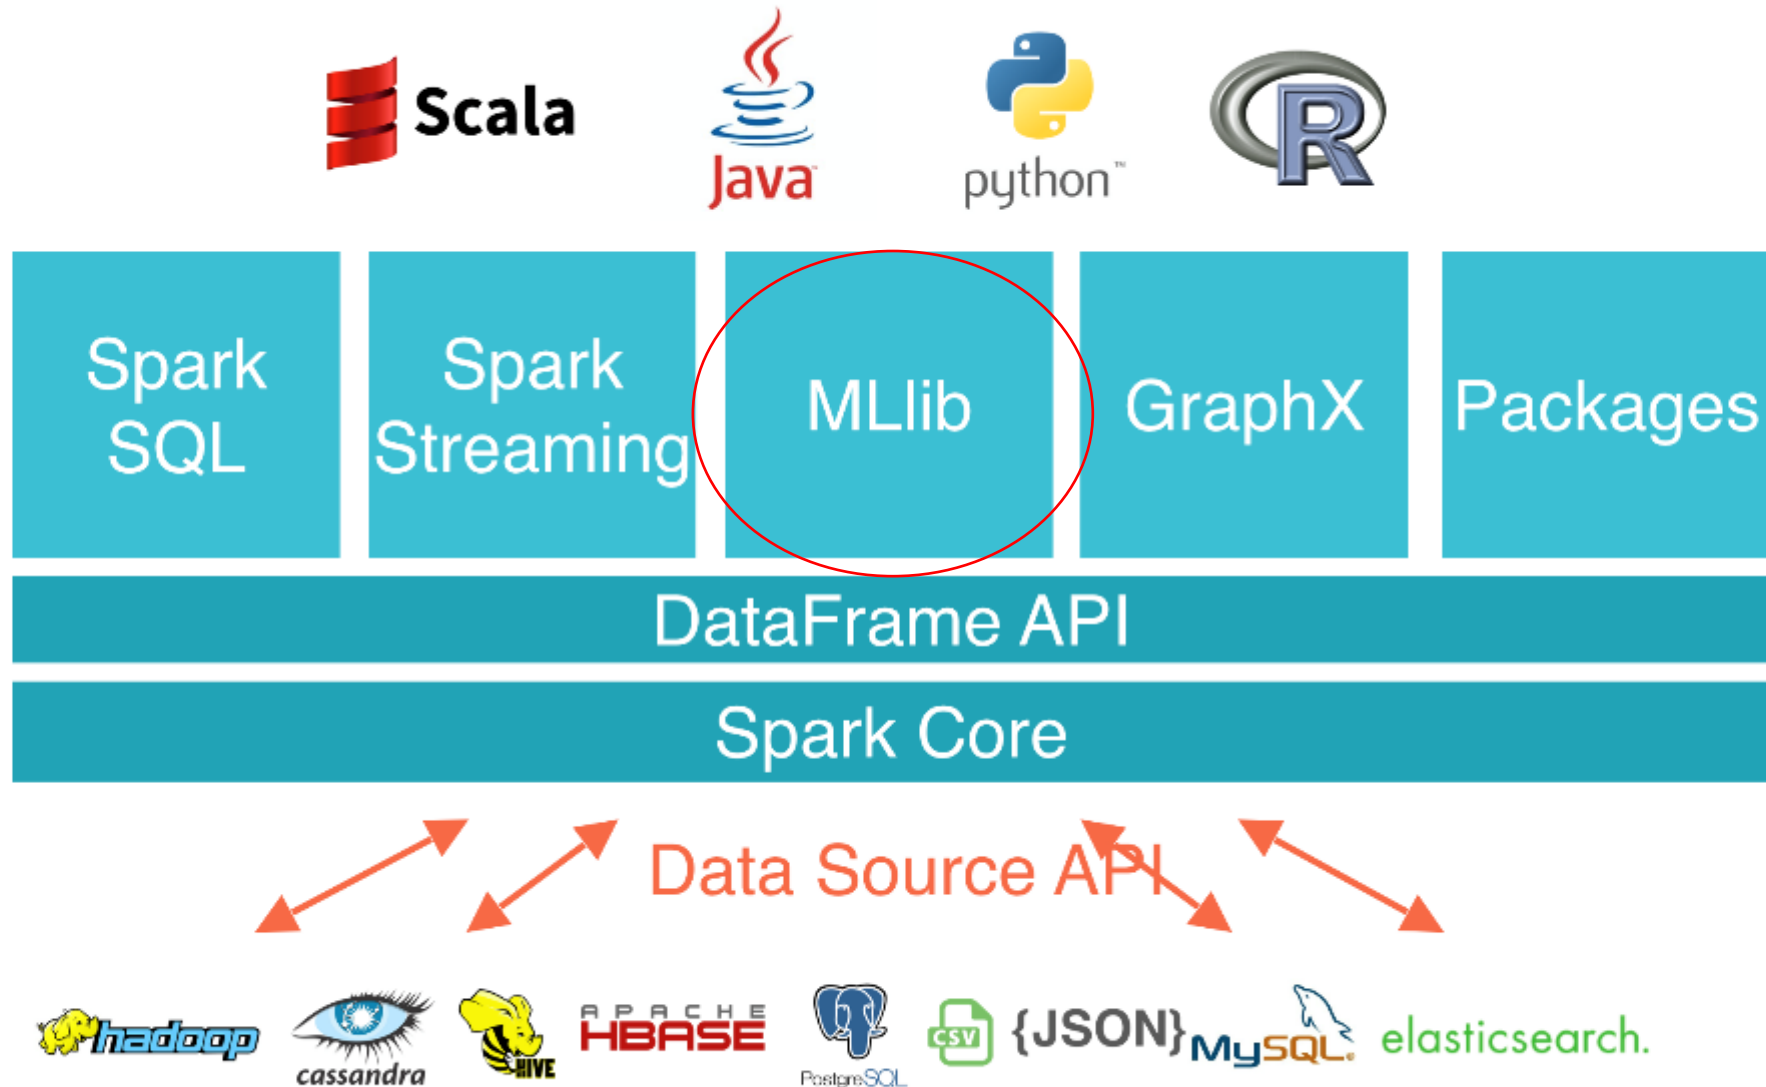 Scala
Java
python™
R
Spark
SQL
Spark
Streaming
MLlib
GraphX
Packages
DataFrame API
Spark Core
Data Source API
hadoop
cassandra
HIVE
APACHE
HBASE
PostgreSQL
CSV
{JSON}
MySQL
elasticsearch.